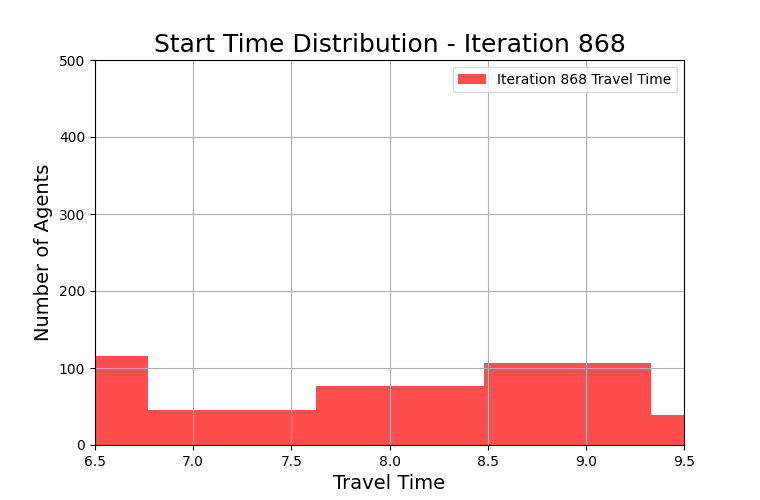 Start Time Distribution - Iteration 868
Iteration 868 Travel Time
Number of Agents
500
400
300
200
100
0
6.5 7.0 7.5 8.0 8.5 9.0 9.5
Travel Time